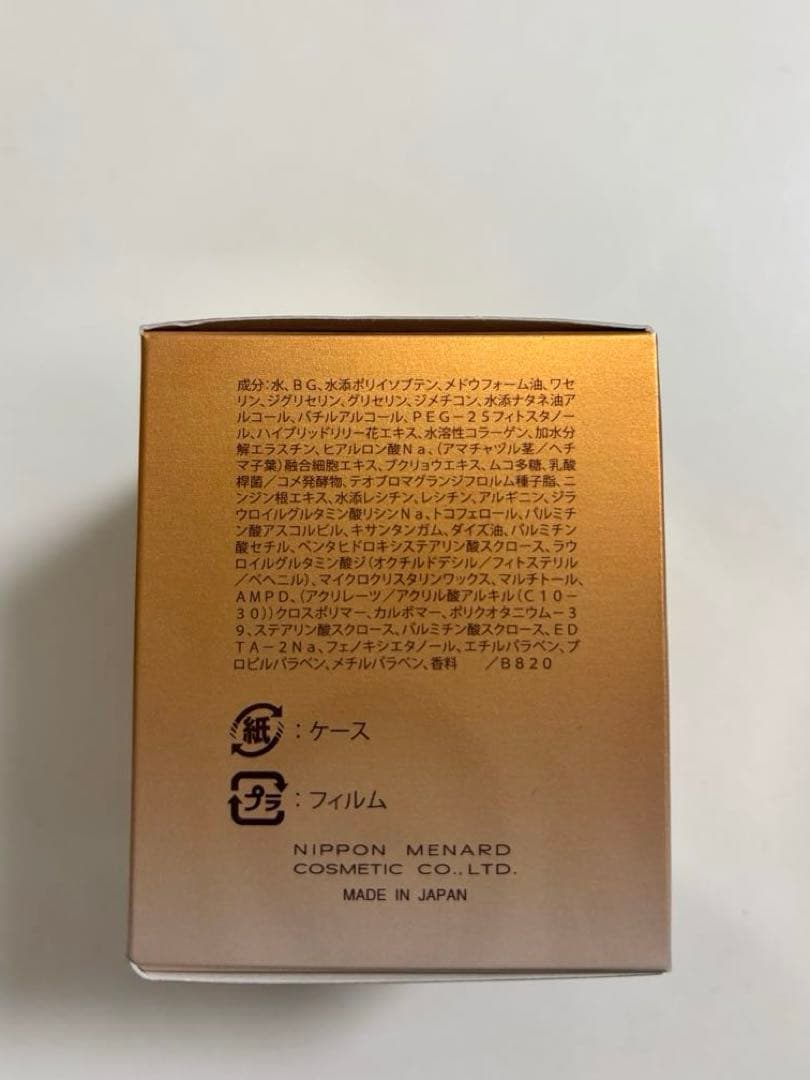 成分:水、BG、水添ポリイソブテン、メドウフォーム油、ワセ
リン、ジグリセリン、グリセリン、ジメチコン、水添ナタネ油ア
ルコール、バチルアルコール、PEG-25フィトスタノー
ル、ハイブリッドリリー花エキス、水溶性コラーゲン、加水分
解エラスチン、ヒアルロン酸Na、(アマチャヅル茎/ヘチ
マ子葉)融合細胞エキス、ブクリョウエキス、ムコ多糖、乳酸
桿菌/コメ発酵物、テオブロマグランジフロルム種子脂、ニ
ンジン根エキス、水添レシチン、レシチン、アルギニン、ジラ
ウロイルグルタミン酸リシンNa、トコフェロール、パルミチ
ン酸アスコルビル、キサンタンガム、ダイズ油、パルミチン
酸セチル、ペンタヒドロキシステアリン酸スクロース、ラウ
ロイルグルタミン酸ジ(オクチルドデシル/フィトステリル
/ベヘニル)、マイクロクリスタリンワックス、マルチトール、
AMPD、(アクリレーツ/アクリル酸アルキル(C10-
30))クロスポリマー、カルボマー、ポリクオタニウム-3
9、ステアリン酸スクロース、パルミチン酸スクロース、ED
TA-2Na、フェノキシエタノール、エチルパラベン、プ
ロピルパラベン、メチルパラベン、香料 /B820
紙:ケース
プラ:フィルム
NIPPON MENARD
COSMETIC CO.,LTD.
MADE IN JAPAN